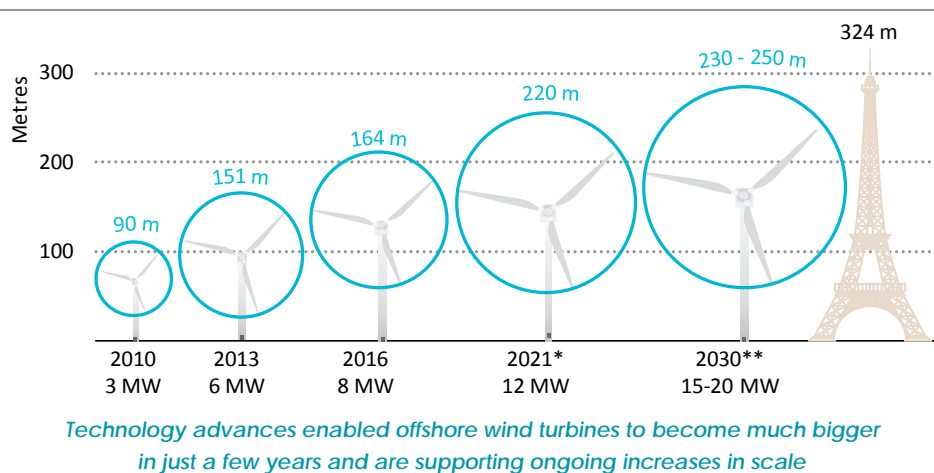 324 m
230 - 250 m
300
220 m
Metres
164 m
200
151 m
90 m
100
2010 2013 2016 2021* 2030**
3 MW 6 MW 8 MW 12 MW 15-20 MW
Technology advances enabled offshore wind turbines to become much bigger
in just a few years and are supporting ongoing increases in scale